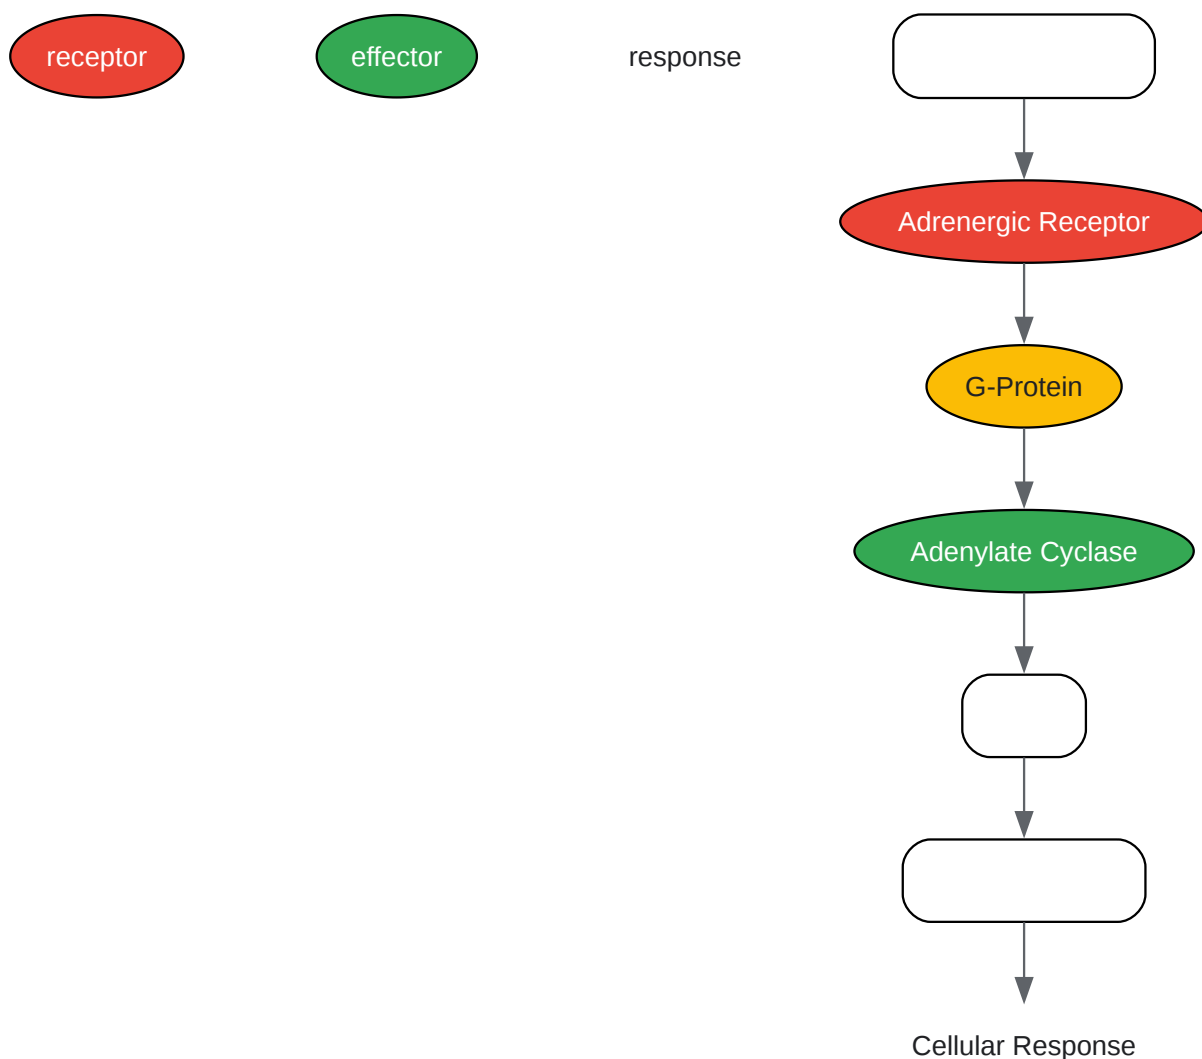 receptor
effector
response
Adrenergic Receptor
G-Protein
Adenylate Cyclase
Cellular Response